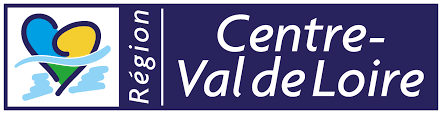 Région
Centre-
Val de Loire